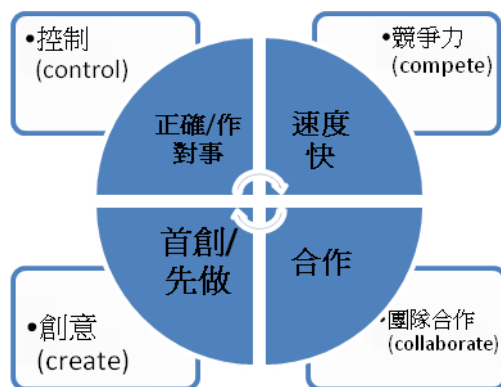 •控制
(control)
•競爭力
(compete)
正確/作
對事
速度
快
首創/
先做
合作
•創意
(create)
•團隊合作
(collaborate)